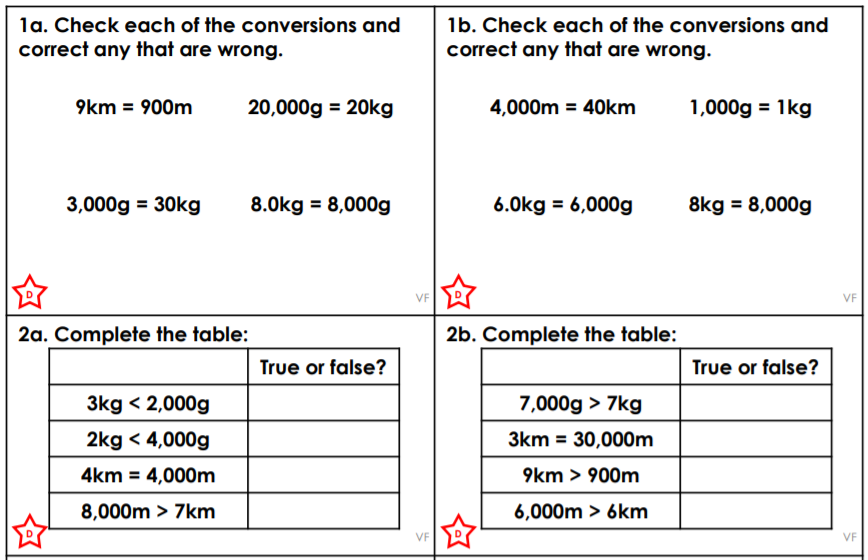 1a. Check each of the conversions and
correct any that are wrong.
9km = 900m 20,000g = 20kg
3,000g = 30kg 8.0kg = 8,000g
D
VF
1b. Check each of the conversions and
correct any that are wrong.
4,000m = 40km 1,000g = 1kg
6.0kg = 6,000g 8kg = 8,000g
D
VF
2a. Complete the table:
True or false?
3kg < 2,000g
2kg < 4,000g
4km = 4,000m
8,000m > 7km
D
VF
2b. Complete the table:
True or false?
7,000g > 7kg
3km = 30,000m
9km > 900m
6,000m > 6km
D
VF